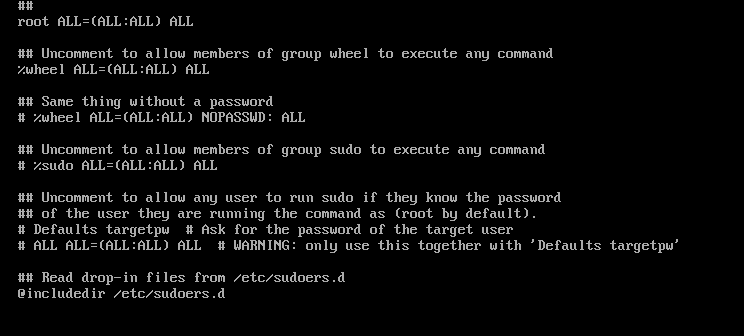 ##
root ALL=(ALL:ALL) ALL
## Uncomment to allow members of group wheel to execute any command
%wheel ALL=(ALL:ALL) ALL
## Same thing without a password
# %wheel ALL=(ALL:ALL) NOPASSWD: ALL
## Uncomment to allow members of group sudo to execute any command
# %sudo ALL=(ALL:ALL) ALL
## Uncomment to allow any user to run sudo if they know the password
## of the user they are running the command as (root by default).
# Defaults targetpw  # Ask for the password of the target user
# ALL ALL=(ALL:ALL) ALL  # WARNING: only use this together with 'Defaults targetpw'
## Read drop-in files from /etc/sudoers.d
@includedir /etc/sudoers.d